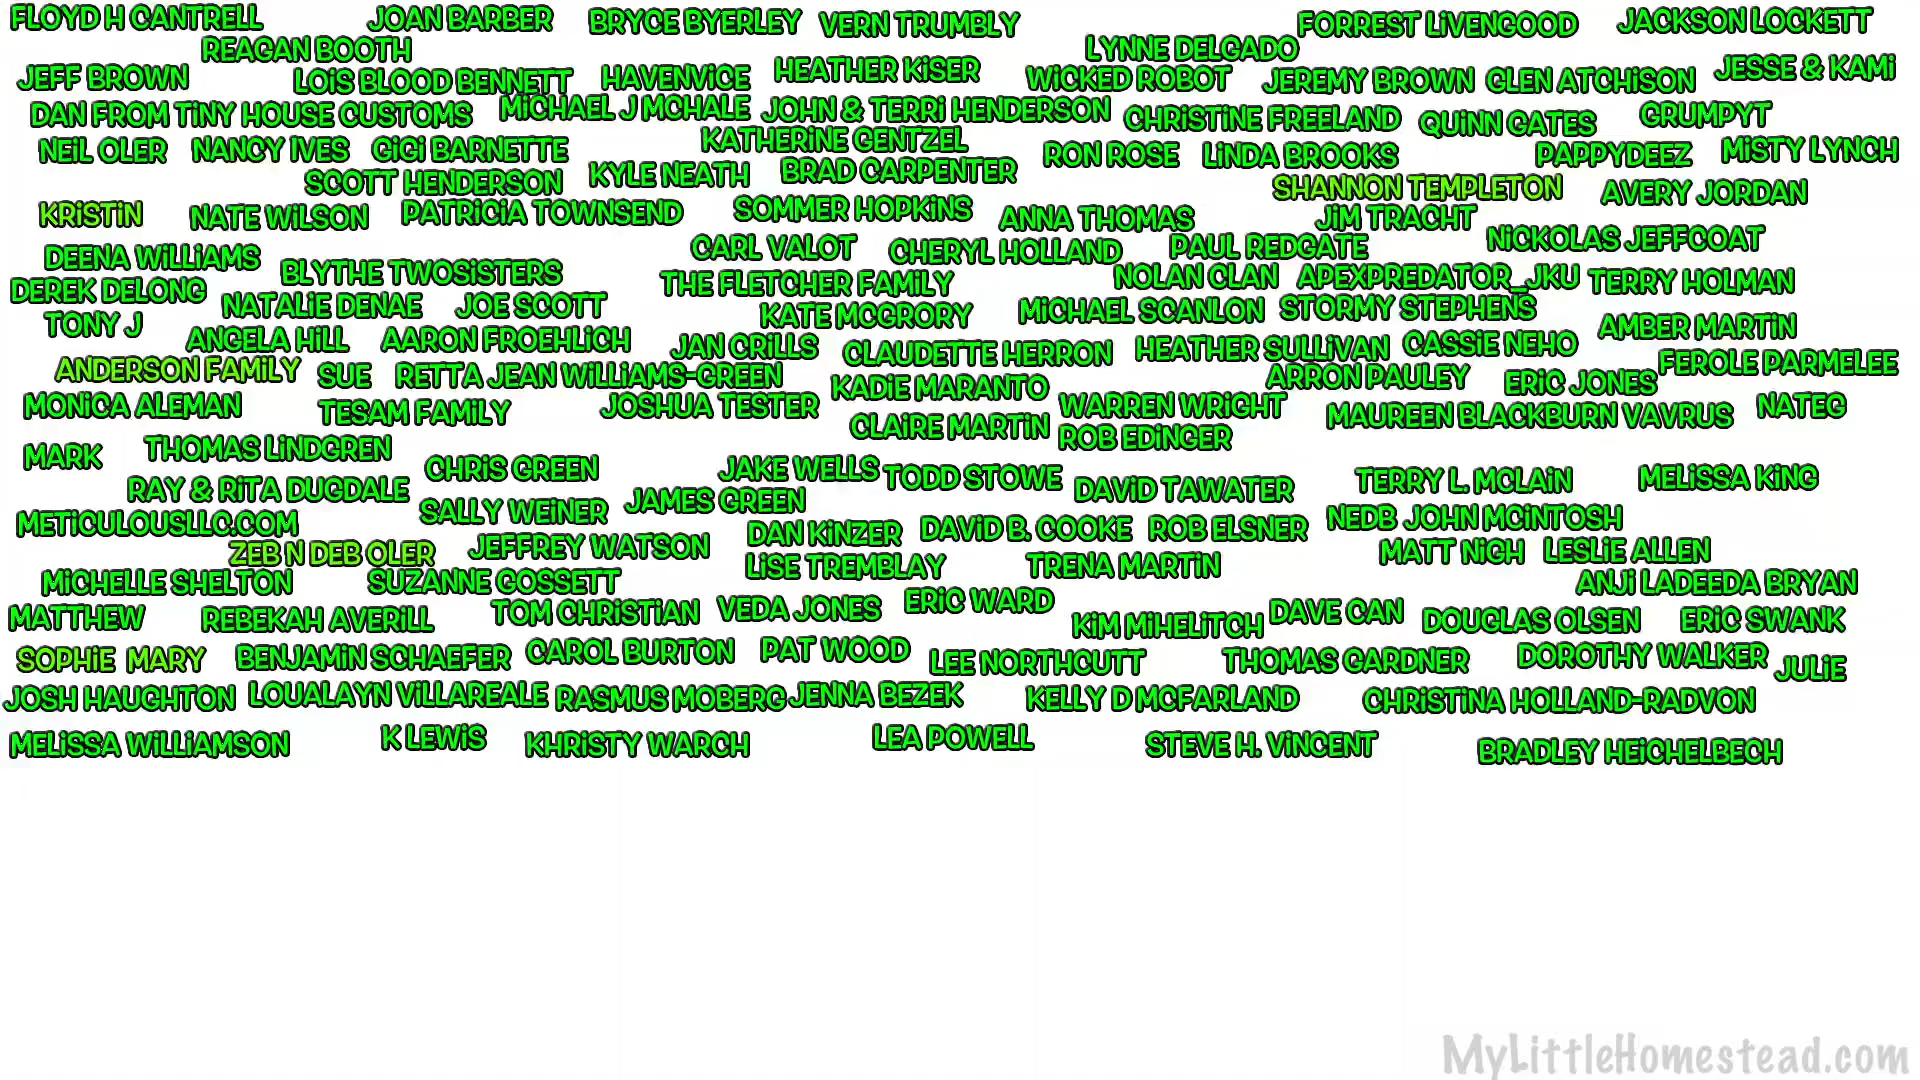 FLOYD H CANTRELL JOAN BARBER BRYCE BYERLEY VERN TRUMBLY FORREST LiVENGOOD JACKSON LOCKETT
REAGAN BOOTH LYNNE DELGADO
JEFF BROWN LOiS BLOOD BENNETT HAVENViCE HEATHER KiSER WiCKED ROBOT JEREMY BROWN GLEN ATCHiSON JESSE & KAMi
DAN FROM TiNY HOUSE CUSTOMS MiCHAEL J MCHALE JOHN & TERRi HENDERSON CHRiSTiNE FREELAND QUiNN GATES GRUMPYT
NEiL OLER NANCY IVES GiGi BARNETTE KATHERiNE GENTZEL RON ROSE LiNDA BROOKS PAPPYDEEZ MiSTY LYNCH
SCOTT HENDERSON KYLE NEATH BRAD CARPENTER SHANNON TEMPLETON AVERY JORDAN
KRiSTiN NATE WiLSON PATRiCiA TOWNSEND SOMMER HOPKiNS ANNA THOMAS JiM TRACHT
DEENA WiLLiAMS CARL VALOT CHERYL HOLLAND PAUL REDGATE NiCKOLAS JEFFCOAT
DEREK DELONG BLYTHE TWOSiSTERS THE FLETCHER FAMiLY NOLAN CLAN APEXPREDATOR_JKU TERRY HOLMAN
TONY J NATALiE DENAE JOE SCOTT KATE MCGRORY MiCHAEL SCANLON STORMY STEPHENS AMBER MARTiN
ANGELA HiLL AARON FROEHLiCH JAN CRiLLS CLAUDETTE HERRON HEATHER SULLiVAN CASSiE NEHO FEROLE PARMELEE
ANDERSON FAMiLY SUE RETTA JEAN WiLLiAMS-GREEN KADiE MARANTO ARRON PAULEY ERiC JONES
MONiCA ALEMAN TESAM FAMiLY JOSHUA TESTER WARREN WRiGHT MAUREEN BLACKBURN VAVRUS NATEG
CLAiRE MARTiN ROB EDiNGER
MARK THOMAS LiNDGREN CHRiS GREEN JAKE WELLS TODD STOWE DAViD TAWATER TERRY L. MCLAiN MELiSSA KiNG
RAY & RiTA DUGDALE SALLY WEiNER JAMES GREEN
METiCULOUSLLC.COM DAN KiNZER DAViD B. COOKE ROB ELSNER NEDB JOHN MCiNTOSH
ZEB N DEB OLER JEFFREY WATSON LiSE TREMBLAY TRENA MARTiN MATT NiGH LESLiE ALLEN
MiCHELLE SHELTON SUZANNE GOSSETT ANJi LADEEDA BRYAN
MATTHEW REBEKAH AVERiLL TOM CHRiSTiAN VEDA JONES ERiC WARD KiM MiHELiTCH DAVE CAN DOUGLAS OLSEN ERiC SWANK
SOPHiE MARY BENJAMiN SCHAEFER CAROL BURTON PAT WOOD LEE NORTHCUTT THOMAS GARDNER DOROTHY WALKER JULiE
JOSH HAUGHTON LOUALAYN ViLLAREALE RASMUS MOBERG JENNA BEZEK KELLY D MCFARLAND CHRiSTiNA HOLLAND-RADVON
MELiSSA WiLLiAMSON K LEWiS KHRiSTY WARCH LEA POWELL STEVE H. ViNCENT BRADLEY HEiCHELBECH
MyLittleHomestead.com